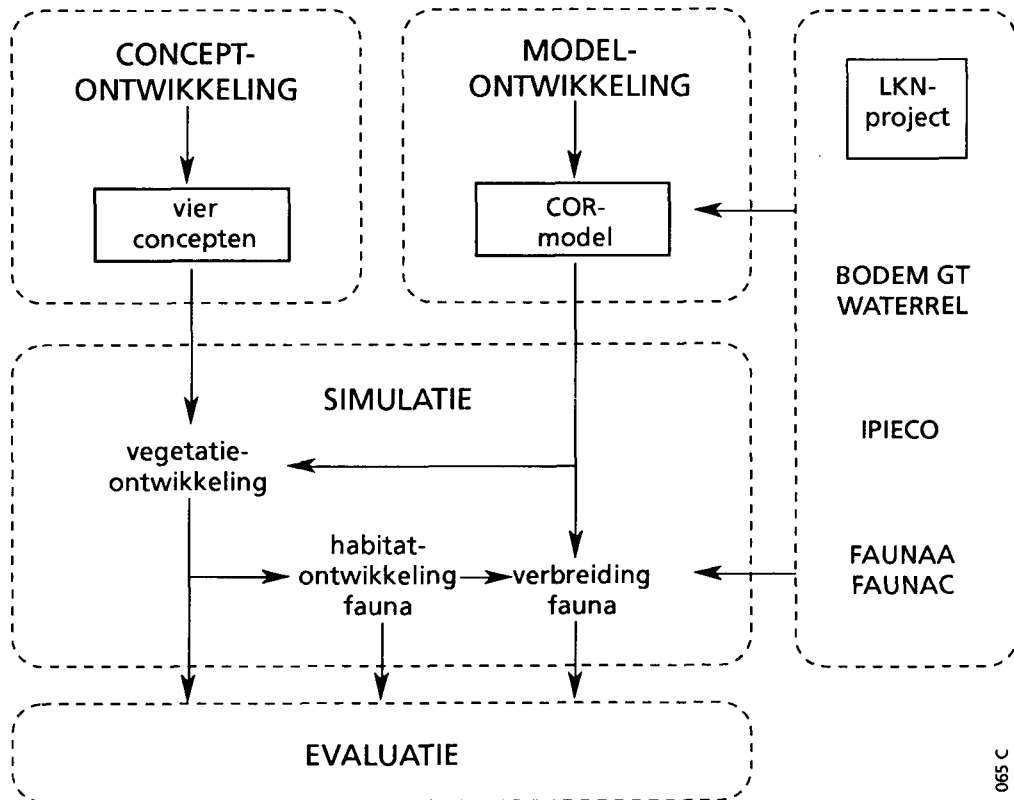 CONCEPT-
ONTWIKKELING
vier
concepten
MODEL-
ONTWIKKELING
COR-
model
LKN-
project
BODEM GT
WATERREL
IPIECO
FAUNAA
FAUNAC
SIMULATIE
vegetatie-
ontwikkeling
habitat-
ontwikkeling
fauna
verbreiding
fauna
EVALUATIE
065 C